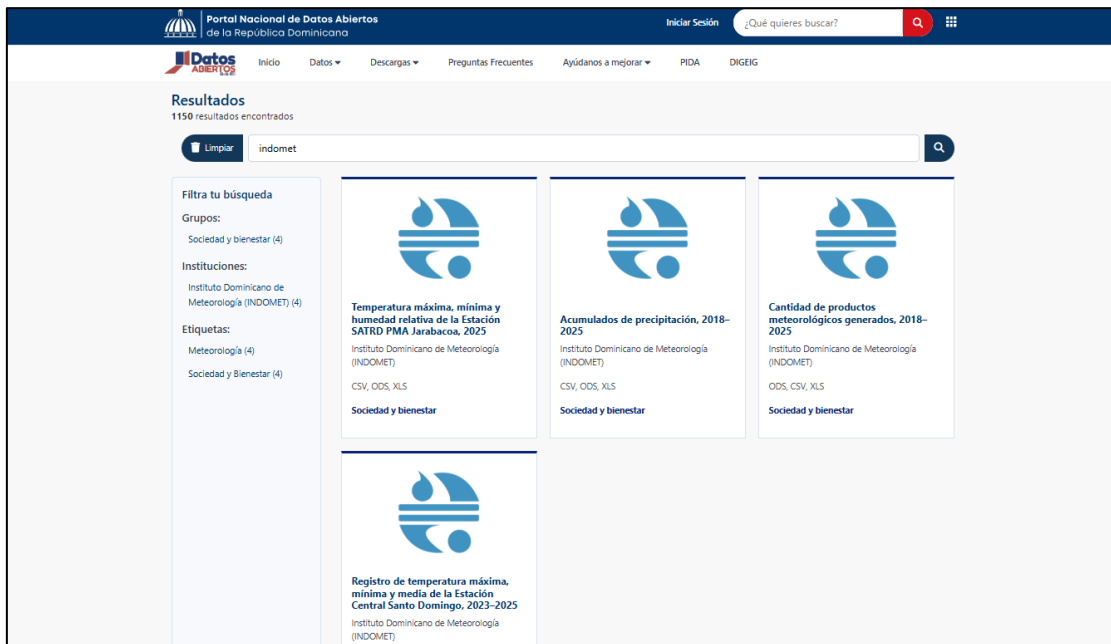 Portal Nacional de Datos Abiertos
de la República Dominicana
Iniciar Sesión
¿Qué quieres buscar?
Datos
ABIERTOS
Inicio
Datos
Descargas
Preguntas Frecuentes
Ayúdanos a mejorar
PIDA
DIGEIG
Resultados
1150 resultados encontrados
Limpiar
indomet
Filtra tu búsqueda
Grupos:
Sociedad y bienestar (4)
Instituciones:
Instituto Dominicano de
Meteorología (INDOMET) (4)
Etiquetas:
Meteorología (4)
Sociedad y Bienestar (4)
Temperatura máxima, mínima y
humedad relativa de la Estación
SATRD PMA Jarabacoa, 2025
Instituto Dominicano de Meteorología
(INDOMET)
CSV, ODS, XLS
Sociedad y bienestar
Acumulados de precipitación, 2018–
2025
Instituto Dominicano de Meteorología
(INDOMET)
CSV, ODS, XLS
Sociedad y bienestar
Cantidad de productos
meteorológicos generados, 2018–
2025
Instituto Dominicano de Meteorología
(INDOMET)
ODS, CSV, XLS
Sociedad y bienestar
Registro de temperatura máxima,
mínima y media de la Estación
Central Santo Domingo, 2023–2025
Instituto Dominicano de Meteorología
(INDOMET)